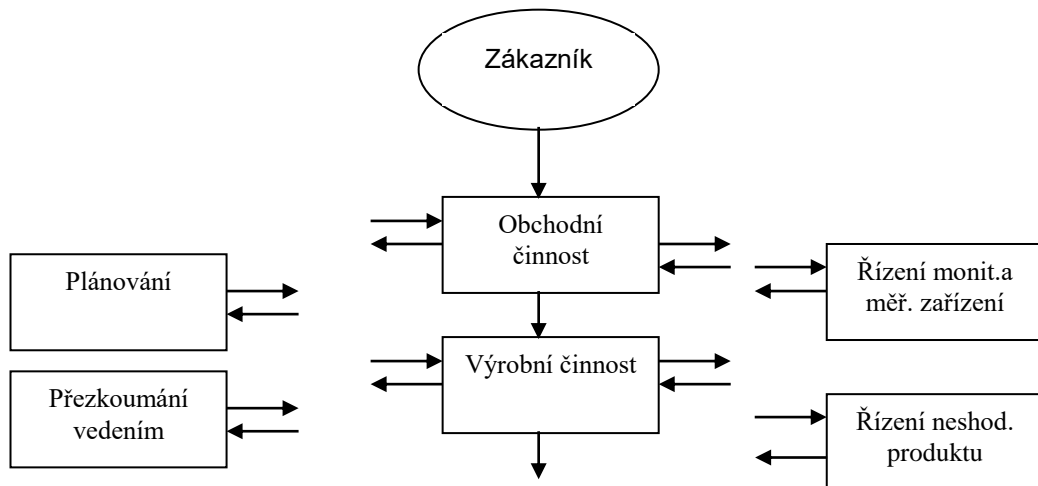 Zákazník
Obchodní
činnost
Plánování
Řízení monit.a
měř. zařízení
Výrobní činnost
Přezkoumání
vedením
Řízení neshod.
produktu